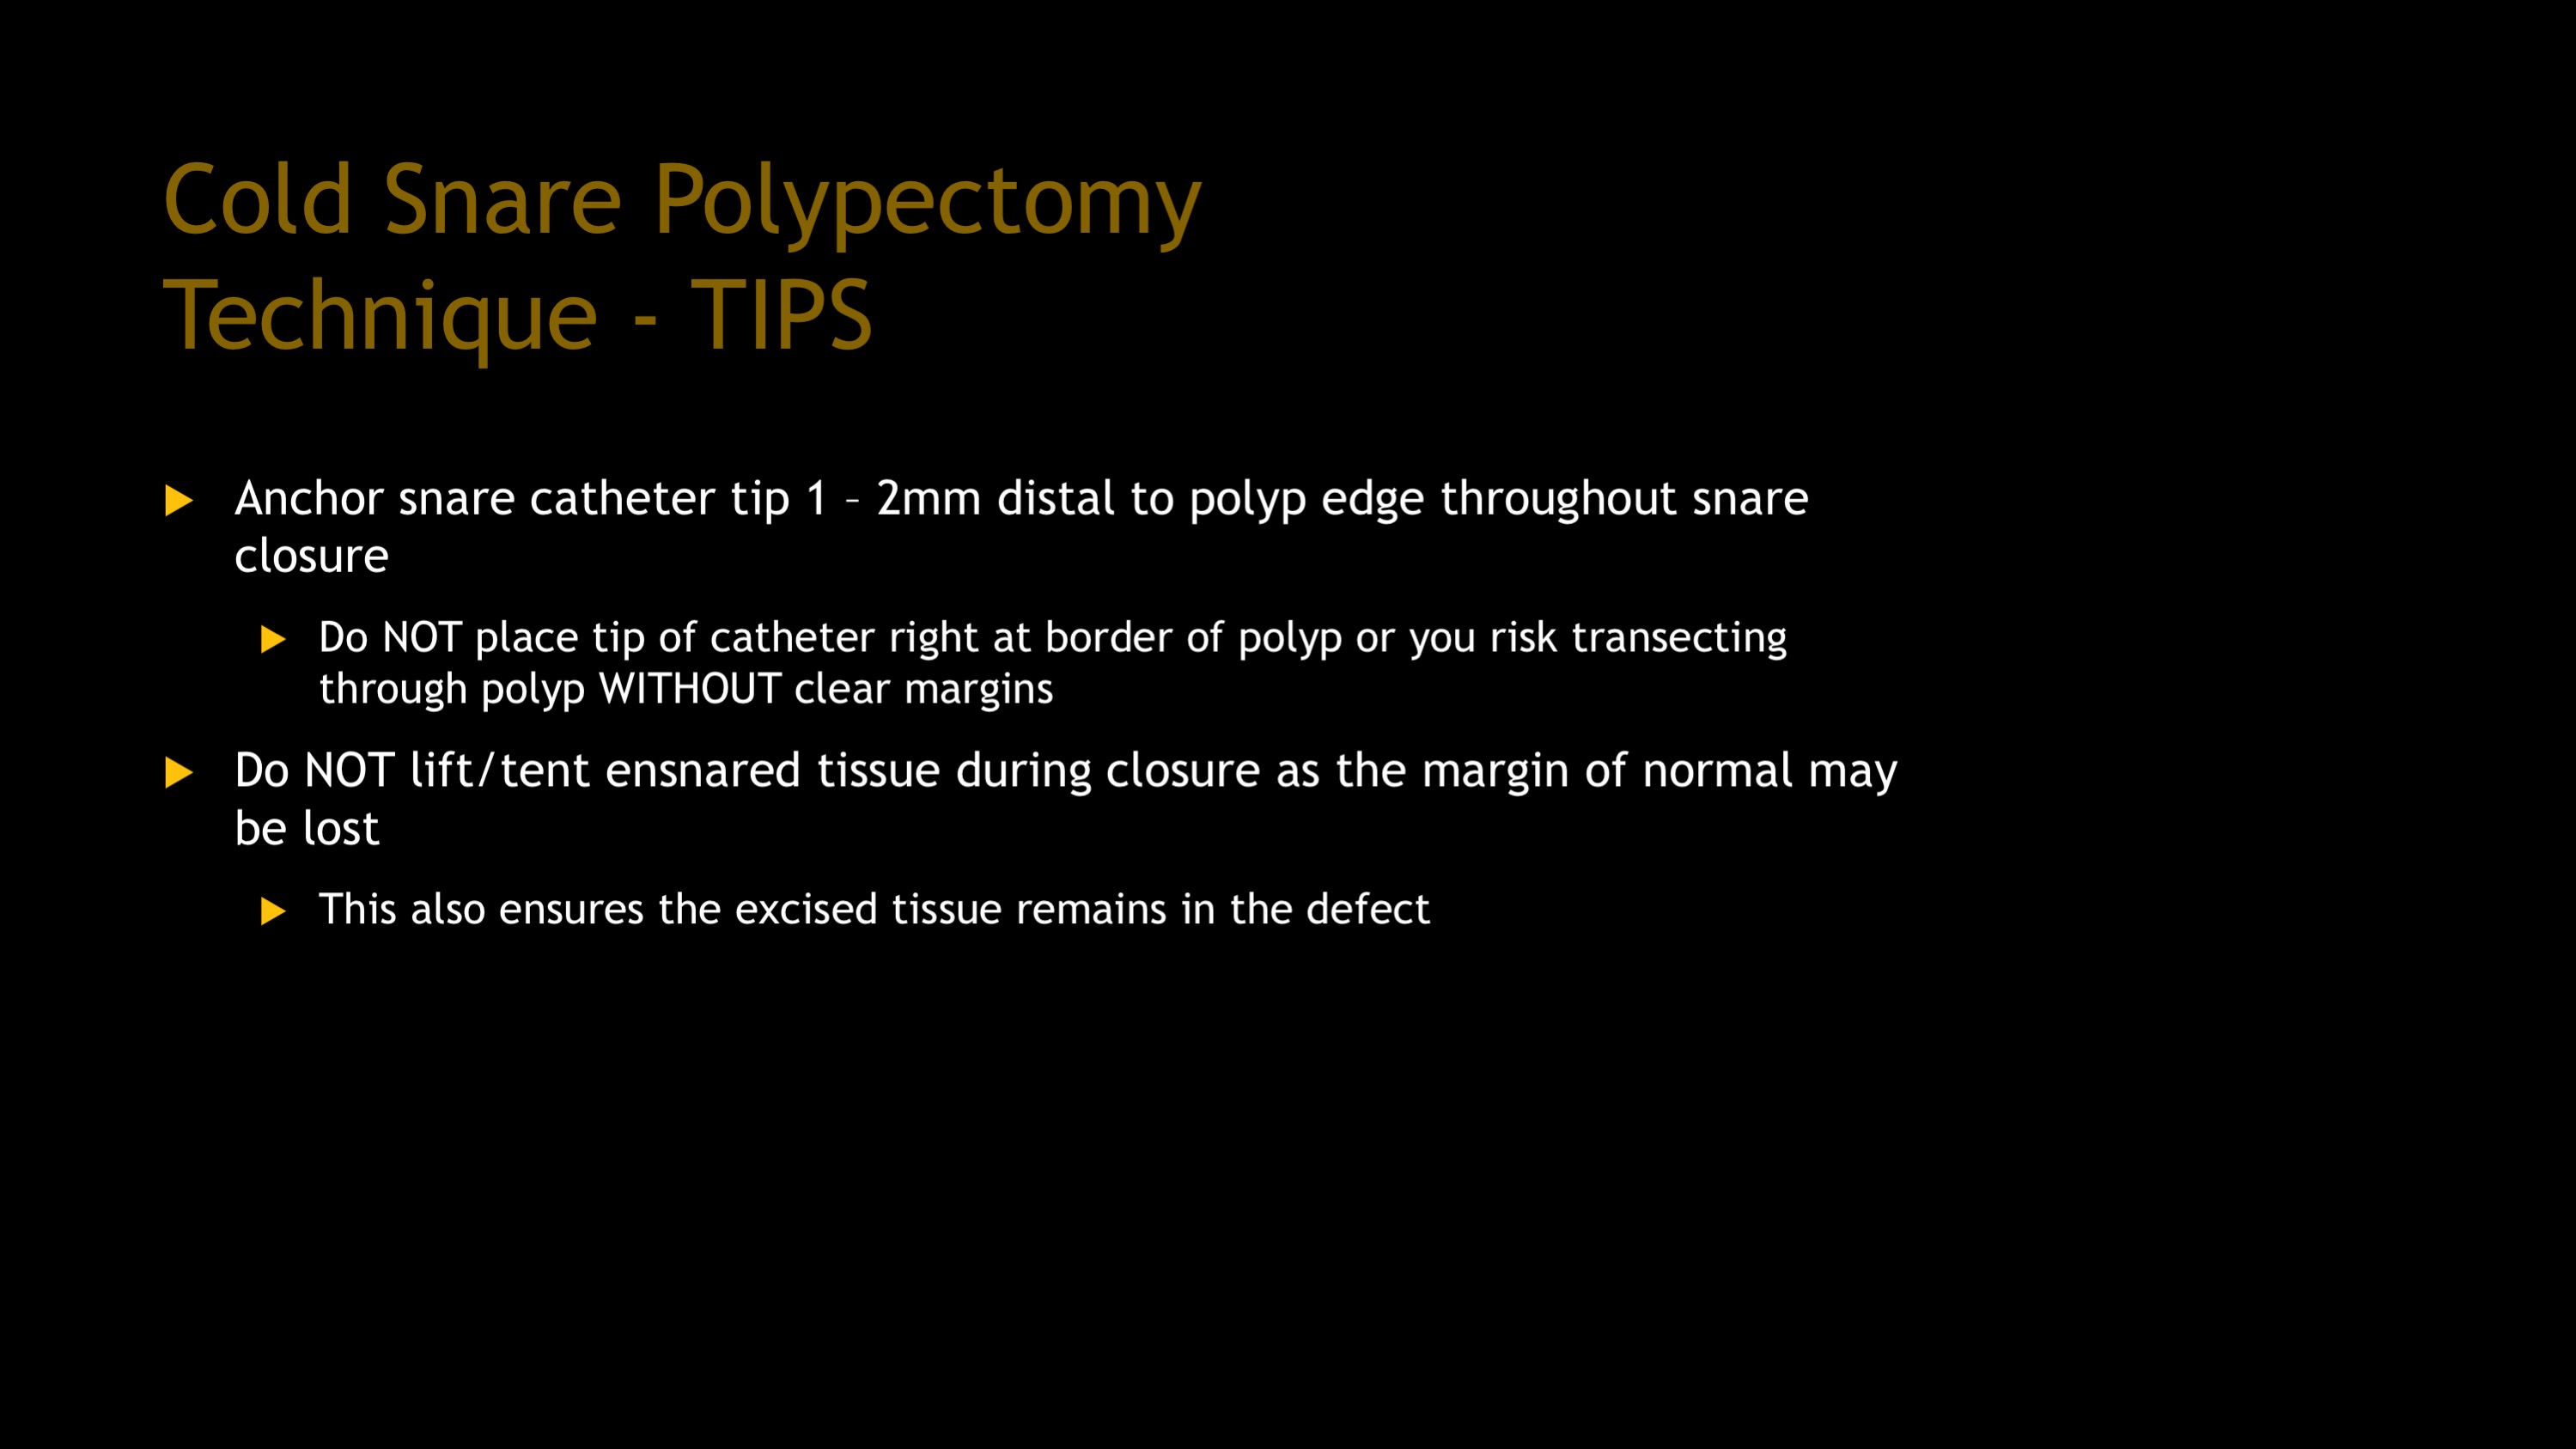 Cold Snare Polypectomy
Technique - TIPS
Anchor snare catheter tip 1 – 2mm distal to polyp edge throughout snare
closure
Do NOT place tip of catheter right at border of polyp or you risk transecting
through polyp WITHOUT clear margins
Do NOT lift/tent ensnared tissue during closure as the margin of normal may
be lost
This also ensures the excised tissue remains in the defect